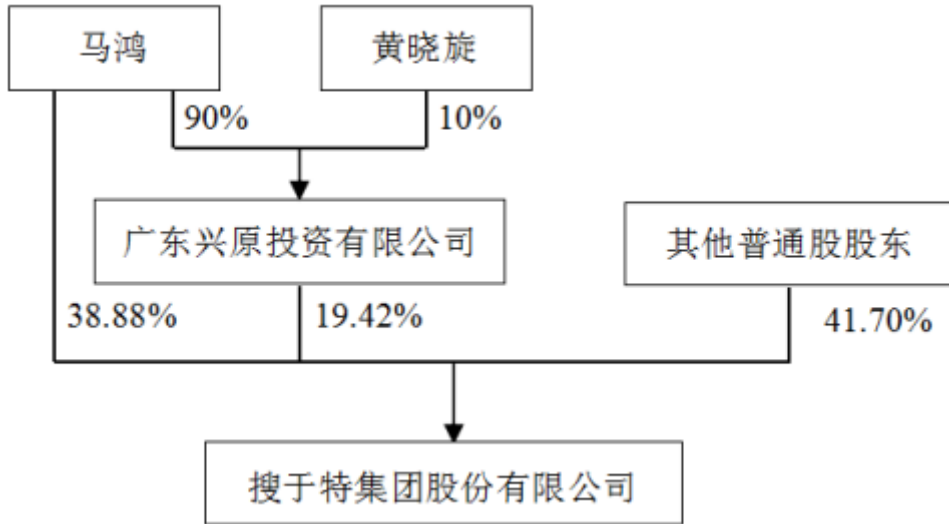 马鸿
黄晓旋
90%
10%
广东兴原投资有限公司
其他普通股股东
38.88%
19.42%
41.70%
搜于特集团股份有限公司